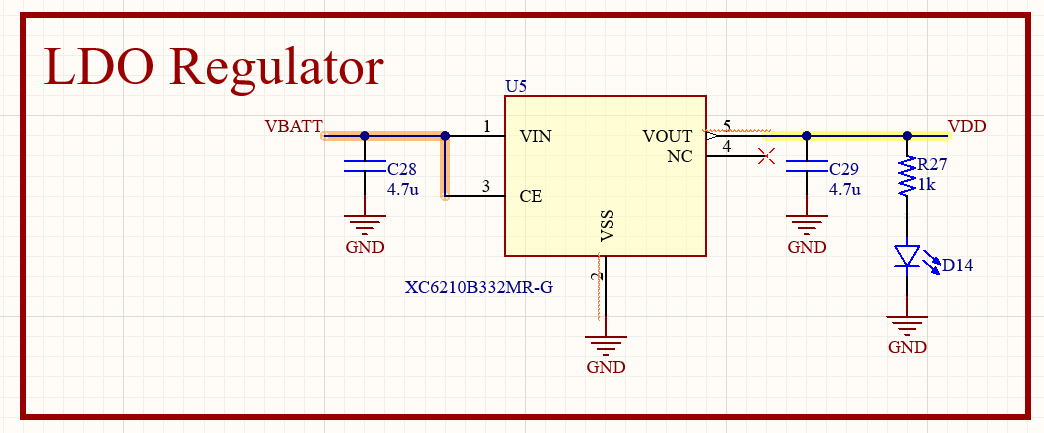 LDO Regulator
U5
VBATT
1
VIN
VOUT
5
VDD
NC
4
C28
4.7u
3
CE
C29
4.7u
R27
1k
VSS
GND
GND
2
D14
XC6210B332MR-G
GND
GND